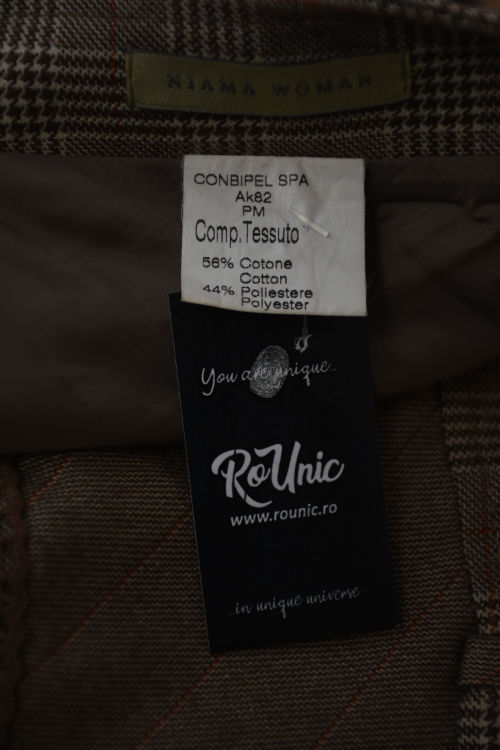 NIAMA WOMAN
CONBIPEL SPA
Ak82
PM
Comp.Tessuto
56% Cotone
Cotton
44% Poliestere
Polyester
You are unique...
RoUnic
www.rounic.ro
...in unique universe